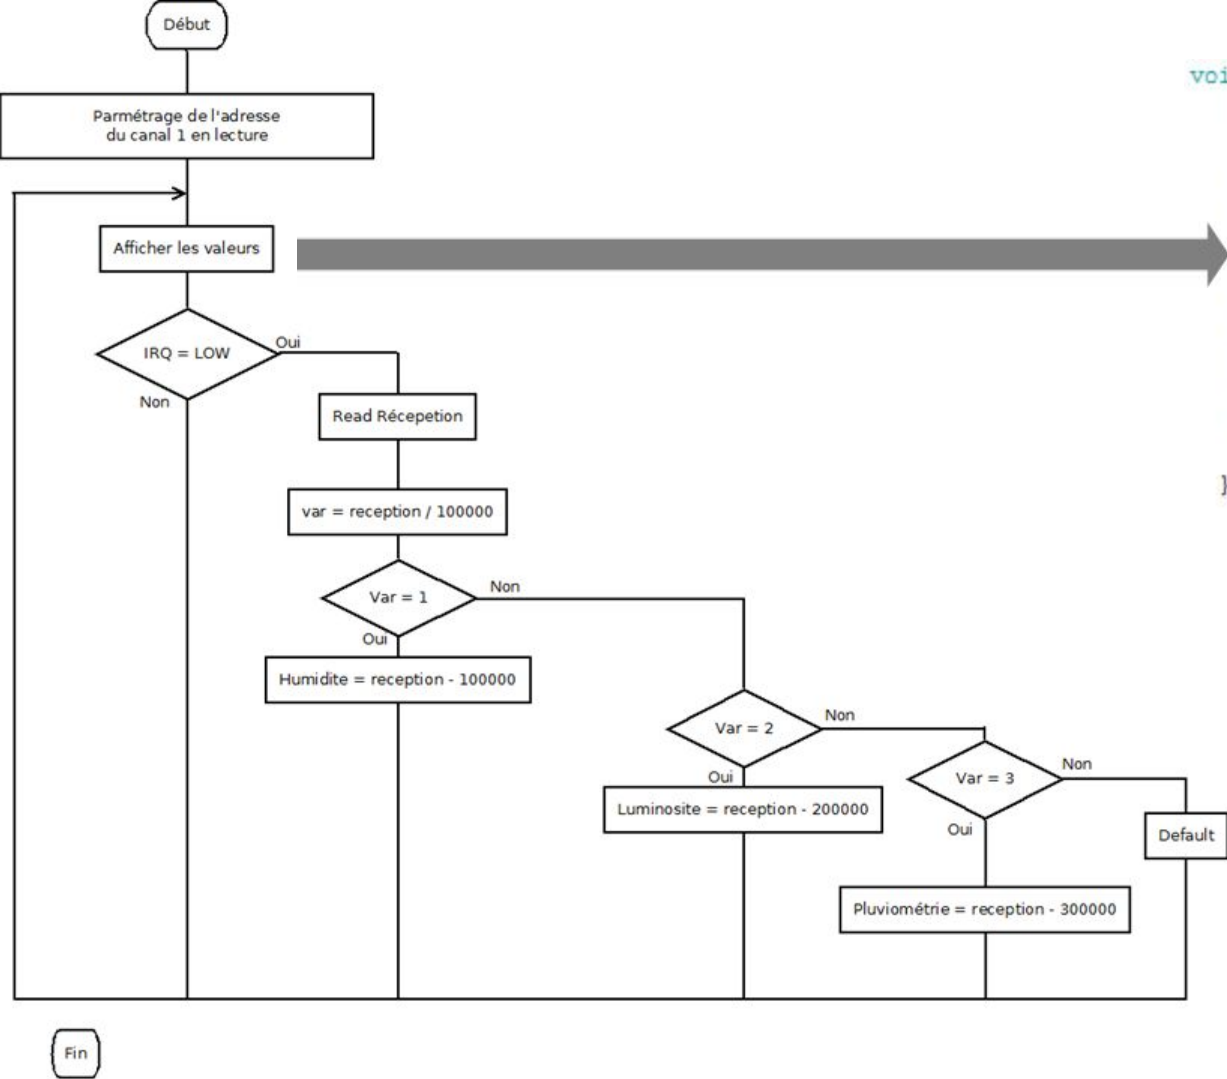 Début
voi
Parmétrage de l'adresse
du canal 1 en lecture
Afficher les valeurs
IRQ = LOW
Oui
Non
Read Récepetion
}
var = reception / 100000
Var = 1
Non
Oui
Humidite = reception - 100000
Var = 2
Non
Oui
Var = 3
Non
Luminosite = reception - 200000
Oui
Default
Pluviométrie = reception - 300000
Fin